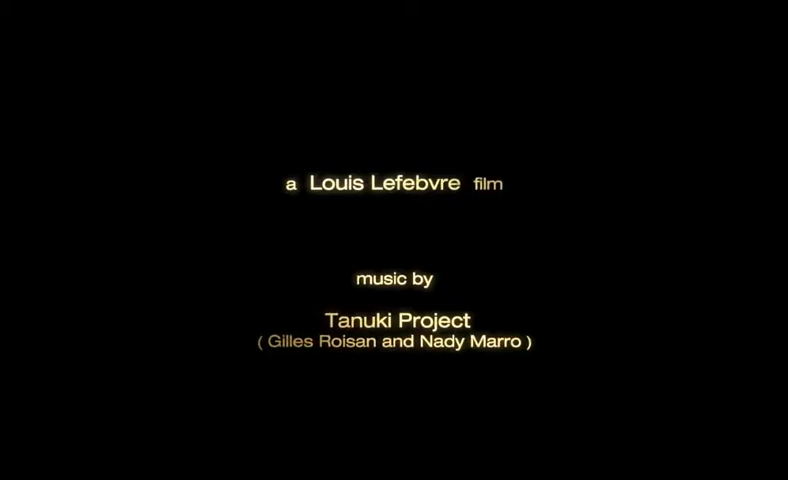 a Louis Lefebvre film
music by
Tanuki Project
( Gilles Roisan and Nady Marro )